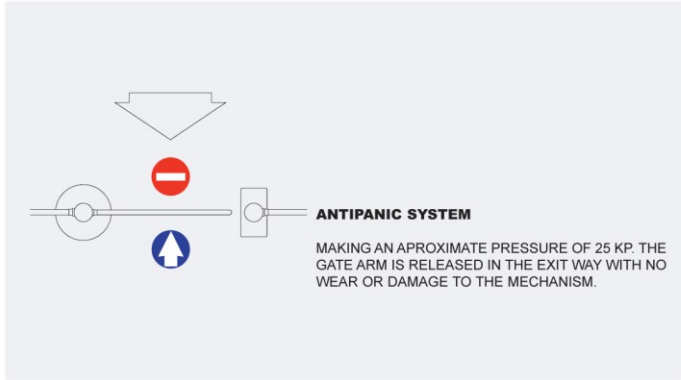 ANTIPANIC SYSTEM
MAKING AN APROXIMATE PRESSURE OF 25 KP. THE
GATE ARM IS RELEASED IN THE EXIT WAY WITH NO
WEAR OR DAMAGE TO THE MECHANISM.